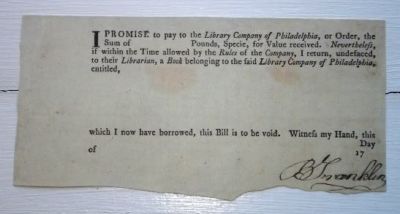 I PROMISE to pay to the Library Company of Philadelphia, or Order, the
Sum of Pounds, Specie, for Value received. Nevertheleſs,
if within the Time allowed by the Rules of the Company, I return, undefaced,
to their Librarian, a Book belonging to the ſaid Library Company of Philadelphia,
entitled,
which I now have borrowed, this Bill is to be void. Witneſs my Hand, this
Day
of 17
B Franklin